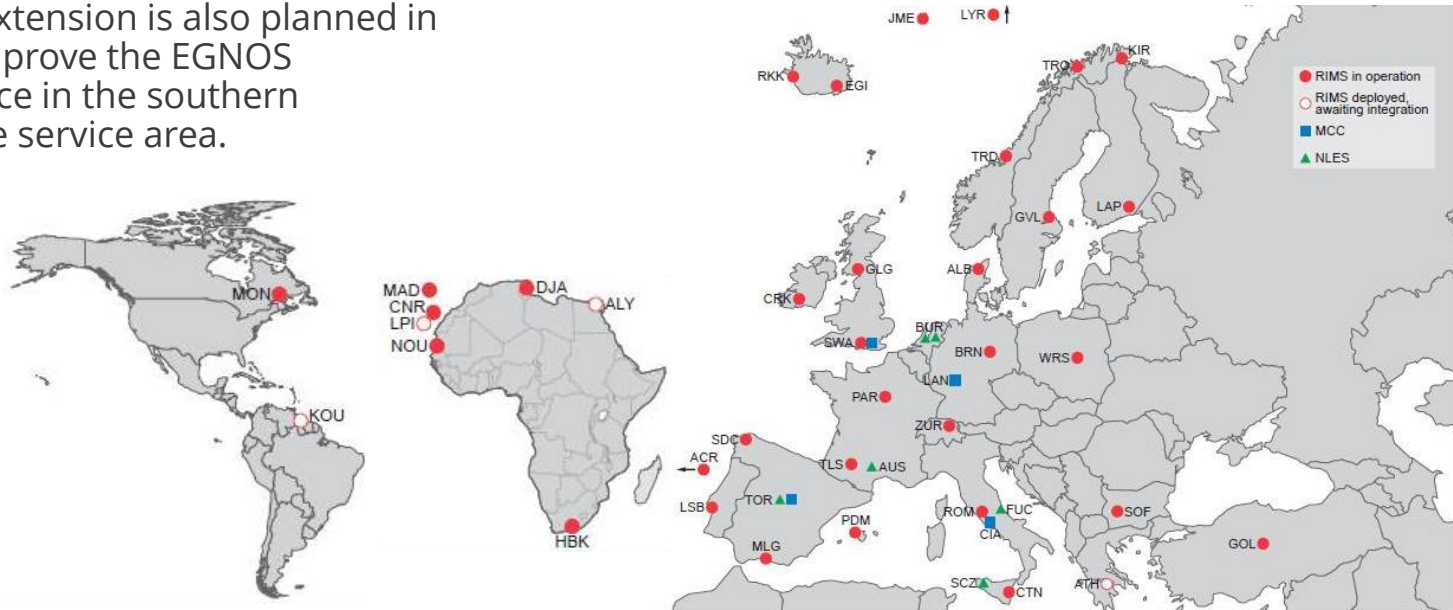 xtension is also planned in
prove the EGNOS
ce in the southern
e service area.
MON
KOU
MAD
CNR
LPI
NOU
DJA
ALY
HBK
JME
LYR
RKK
EGI
TRO
KIR
TRD
GVL
LAP
GLG
ALB
CRK
SWA
BUR
BRN
WRS
LAN
PAR
ZUR
SDC
ACR
TLS
AUS
LSB
TOR
PDM
MLG
ROM
FUC
CIA
SOF
GOL
SCZ
CTN
ATH
RIMS in operation
RIMS deployed,
awaiting integration
MCC
NLES